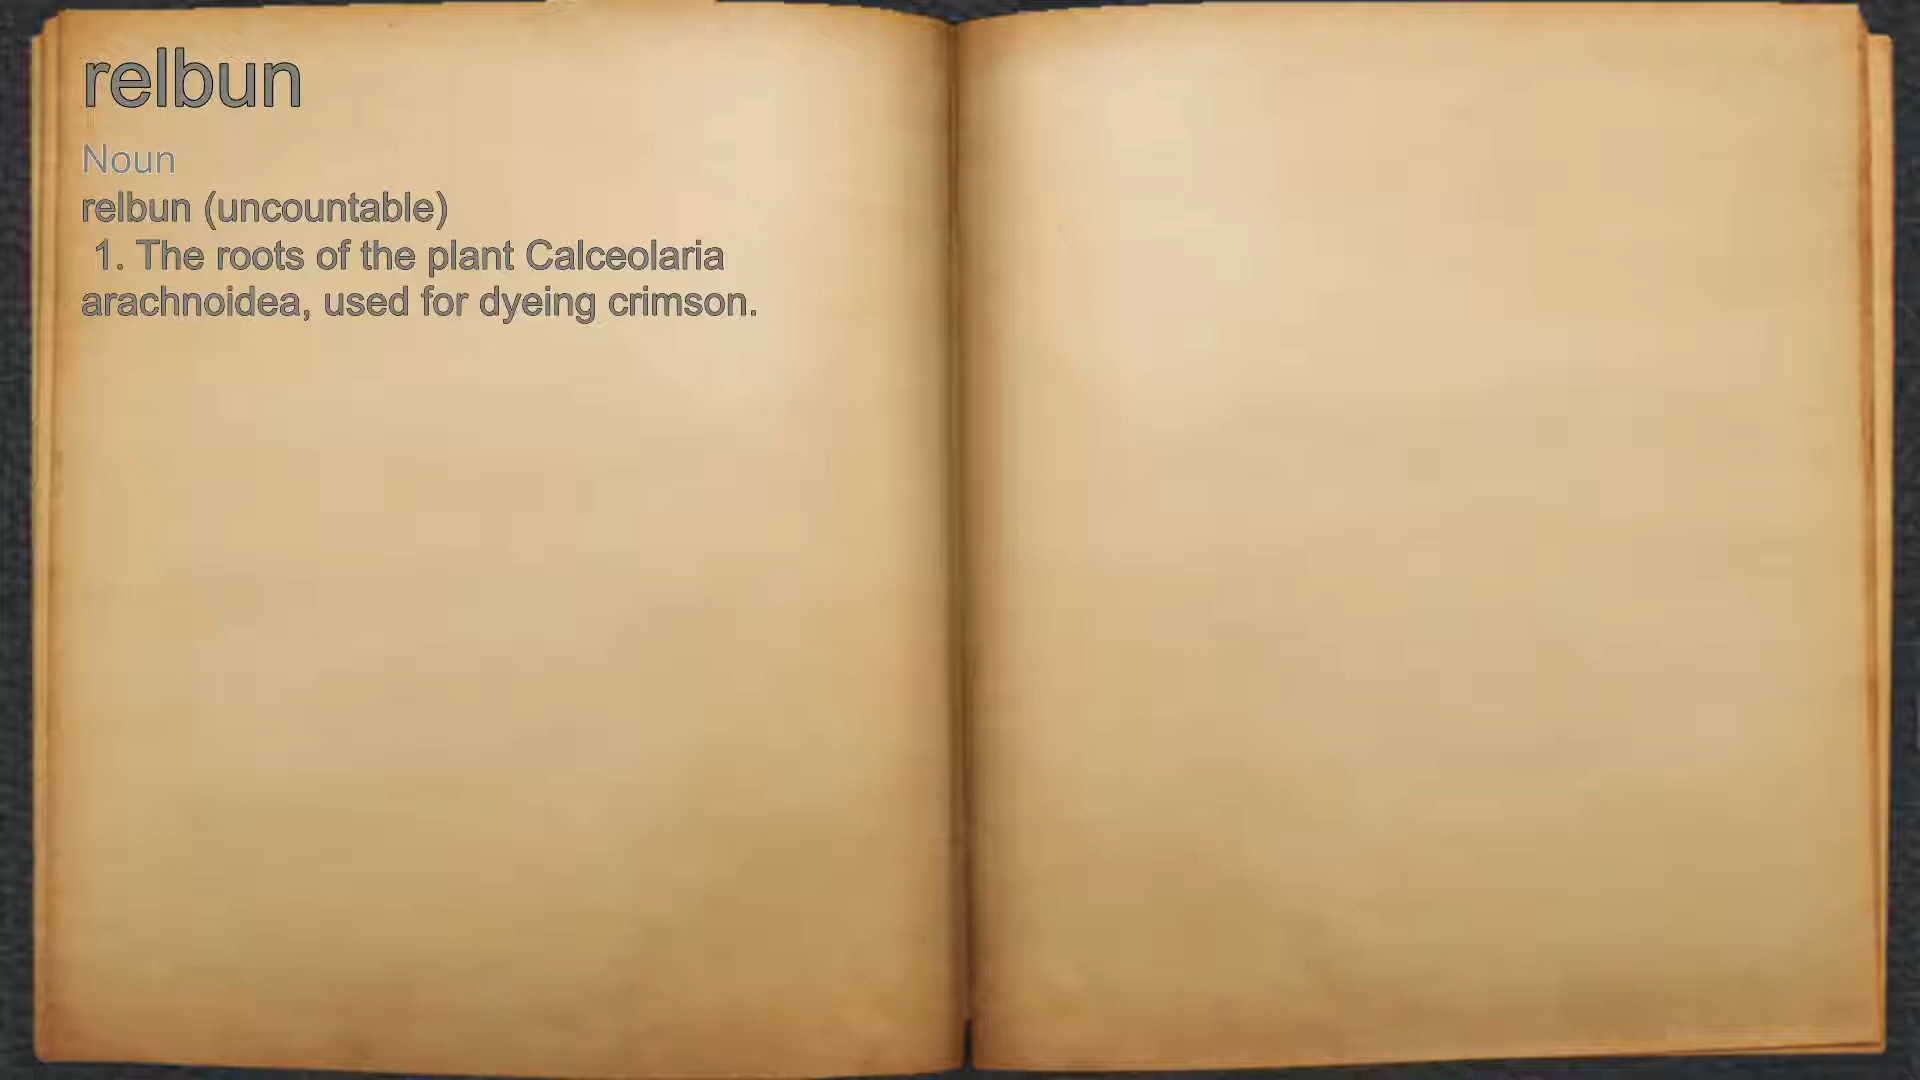 relbun
Noun
relbun (uncountable)
1. The roots of the plant Calceolaria
arachnoidea, used for dyeing crimson.